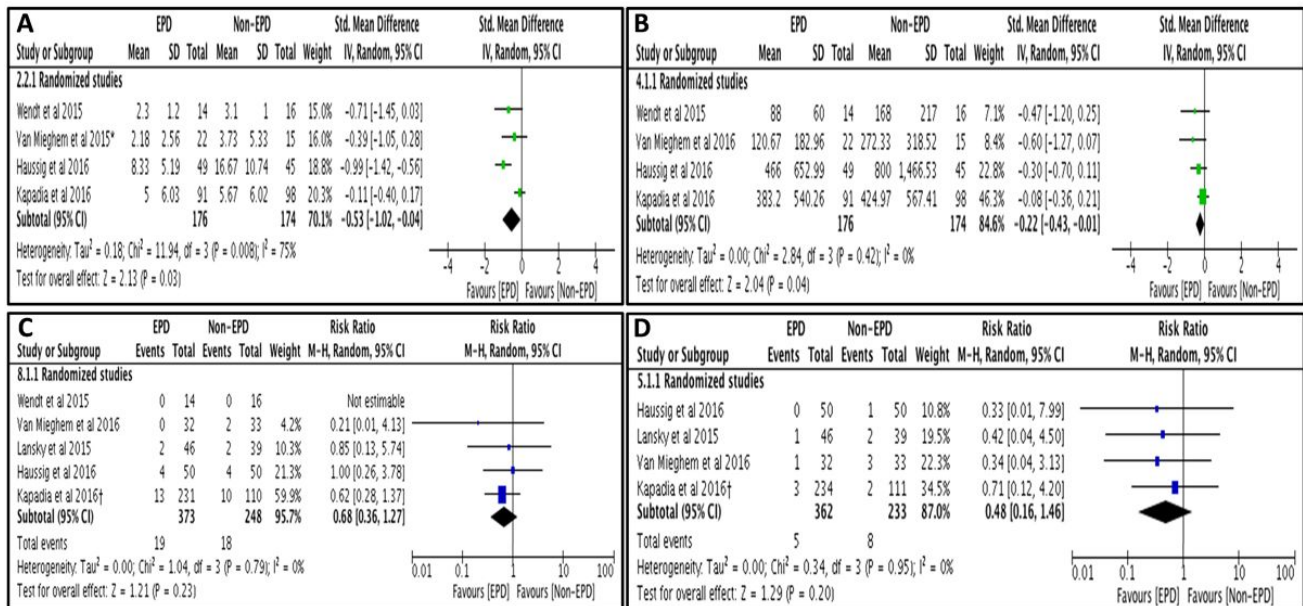 A
EPD Non-EPD Std. Mean Difference Std. Mean Difference
Study or Subgroup Mean SD Total Mean SD Total Weight IV, Random, 95% CI IV, Random, 95% CI
2.2.1 Randomized studies
Wendt et al 2015 2.3 1.2 14 3.1 1 16 15.0% -0.71 [-1.45, 0.03]
Van Mieghem et al 2015* 2.18 2.56 22 3.73 5.33 15 16.0% -0.39 [-1.05, 0.28]
Haussig et al 2016 8.33 5.19 49 16.67 10.74 45 18.8% -0.99 [-1.42, -0.56]
Kapadia et al 2016 5 6.03 91 5.67 6.02 98 20.3% -0.11 [-0.40, 0.17]
Subtotal (95% CI) 176 174 70.1% -0.53 [-1.02, -0.04]
Heterogeneity: Tau² = 0.18; Chi² = 11.94, df = 3 (P = 0.008); I² = 75%
Test for overall effect: Z = 2.13 (P = 0.03)
-4 -2 0 2 4
Favours [EPD] Favours [Non-EPD]
B
EPD Non-EPD Std. Mean Difference Std. Mean Difference
Study or Subgroup Mean SD Total Mean SD Total Weight IV, Random, 95% CI IV, Random, 95% CI
4.1.1 Randomized studies
Wendt et al 2015 88 60 14 168 217 16 7.1% -0.47 [-1.20, 0.25]
Van Mieghem et al 2016 120.67 182.96 22 272.33 318.52 15 8.4% -0.60 [-1.27, 0.07]
Haussig et al 2016 466 652.99 49 800 1,466.53 45 22.8% -0.30 [-0.70, 0.11]
Kapadia et al 2016 383.2 540.26 91 424.97 567.41 98 46.3% -0.08 [-0.36, 0.21]
Subtotal (95% CI) 176 174 84.6% -0.22 [-0.43, -0.01]
Heterogeneity: Tau² = 0.00; Chi² = 2.84, df = 3 (P = 0.42); I² = 0%
Test for overall effect: Z = 2.04 (P = 0.04)
-4 -2 0 2 4
Favours [EPD] Favours [Non-EPD]
C
EPD Non-EPD Risk Ratio Risk Ratio
Study or Subgroup Events Total Events Total Weight M-H, Random, 95% CI M-H, Random, 95% CI
8.1.1 Randomized studies
Wendt et al 2015 0 14 0 16 Not estimable
Van Mieghem et al 2016 0 32 2 33 4.2% 0.21 [0.01, 4.13]
Lansky et al 2015 2 46 2 39 10.3% 0.85 [0.13, 5.74]
Haussig et al 2016 4 50 4 50 21.3% 1.00 [0.26, 3.78]
Kapadia et al 2016† 13 231 10 110 59.9% 0.62 [0.28, 1.37]
Subtotal (95% CI) 373 248 95.7% 0.68 [0.36, 1.27]
Total events 19 18
Heterogeneity: Tau² = 0.00; Chi² = 1.04, df = 3 (P = 0.79); I² = 0%
Test for overall effect: Z = 1.21 (P = 0.23)
0.01 0.1 1 10 100
Favours [EPD] Favours [Non-EPD]
D
EPD Non-EPD Risk Ratio Risk Ratio
Study or Subgroup Events Total Events Total Weight M-H, Random, 95% CI M-H, Random, 95% CI
5.1.1 Randomized studies
Haussig et al 2016 0 50 1 50 10.8% 0.33 [0.01, 7.99]
Lansky et al 2015 1 46 2 39 19.5% 0.42 [0.04, 4.50]
Van Mieghem et al 2016 1 32 3 33 22.3% 0.34 [0.04, 3.13]
Kapadia et al 2016† 3 234 2 111 34.5% 0.71 [0.12, 4.20]
Subtotal (95% CI) 362 233 87.0% 0.48 [0.16, 1.46]
Total events 5 8
Heterogeneity: Tau² = 0.00; Chi² = 0.34, df = 3 (P = 0.95); I² = 0%
Test for overall effect: Z = 1.29 (P = 0.20)
0.01 0.1 1 10 100
Favours [EPD] Favours [Non-EPD]